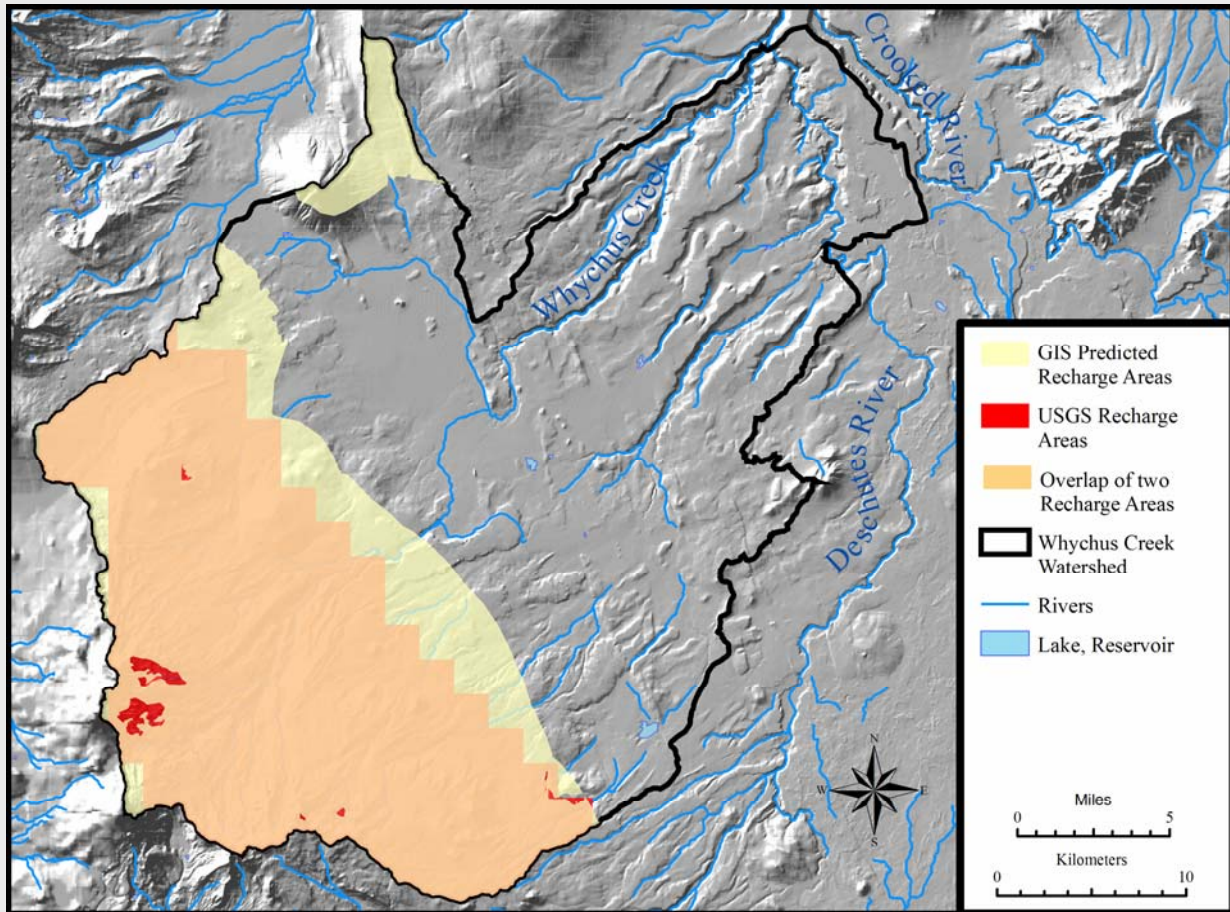 Crooked River
Whychus Creek
Deschutes River
GIS Predicted
Recharge Areas
USGS Recharge
Areas
Overlap of two
Recharge Areas
Whychus Creek
Watershed
Rivers
Lake, Reservoir
N
W
E
S
Miles
0 5
Kilometers
0 10